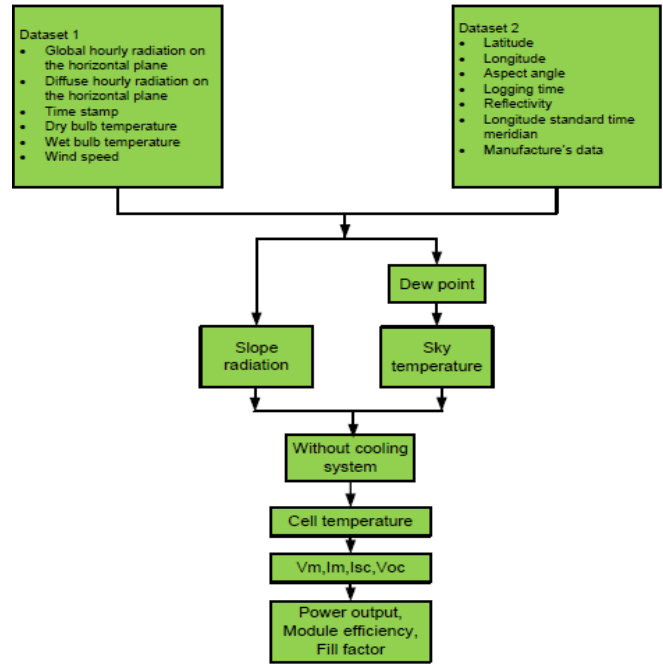 Dataset 1
• Global hourly radiation on
the horizontal plane
• Diffuse hourly radiation on
the horizontal plane
• Time stamp
• Dry bulb temperature
• Wet bulb temperature
• Wind speed
Dataset 2
• Latitude
• Longitude
• Aspect angle
• Logging time
• Reflectivity
• Longitude standard time
meridian
• Manufacture's data
Dew point
Slope
radiation
Sky
temperature
Without cooling
system
Cell temperature
Vm,Im,Isc,Voc
Power output,
Module efficiency,
Fill factor